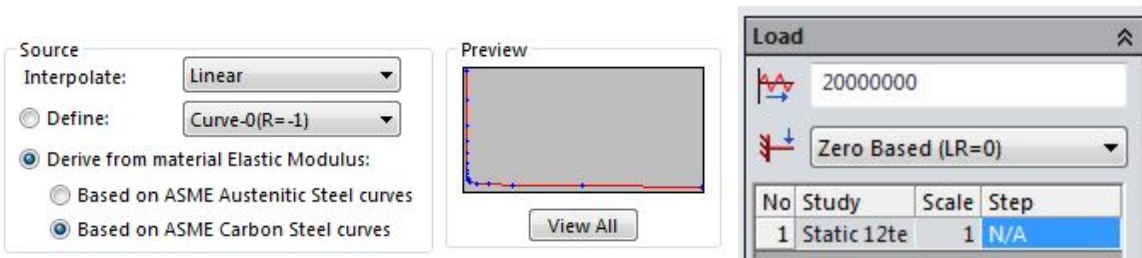 Source
Interpolate: Linear
Define: Curve-0(R=-1)
Derive from material Elastic Modulus:
Based on ASME Austenitic Steel curves
Based on ASME Carbon Steel curves
Preview
View All
Load
20000000
Zero Based (LR=0)
No Study Scale Step
1 Static 12te 1 N/A